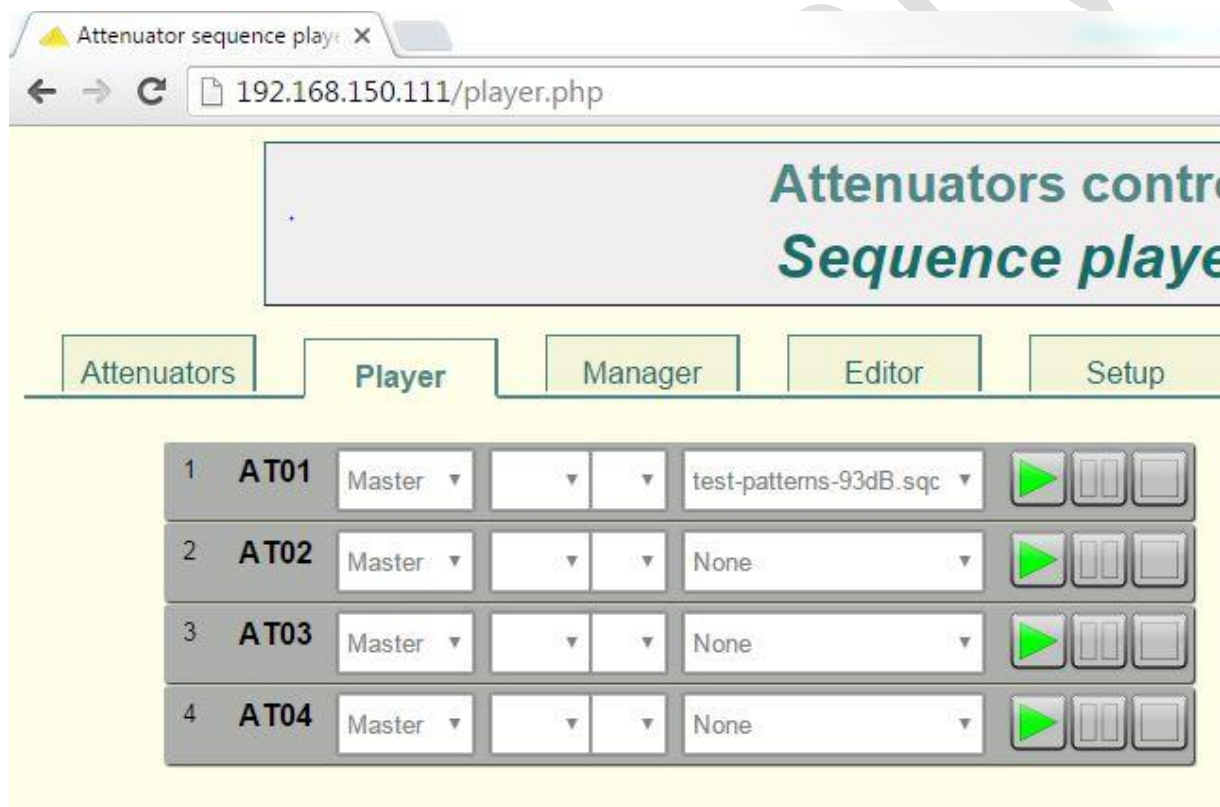 Attenuator sequence playe
192.168.150.111/player.php
Attenuators contr
Sequence playe
Attenuators Player Manager Editor Setup
1 AT01 Master test-patterns-93dB.sqc
2 AT02 Master None
3 AT03 Master None
4 AT04 Master None